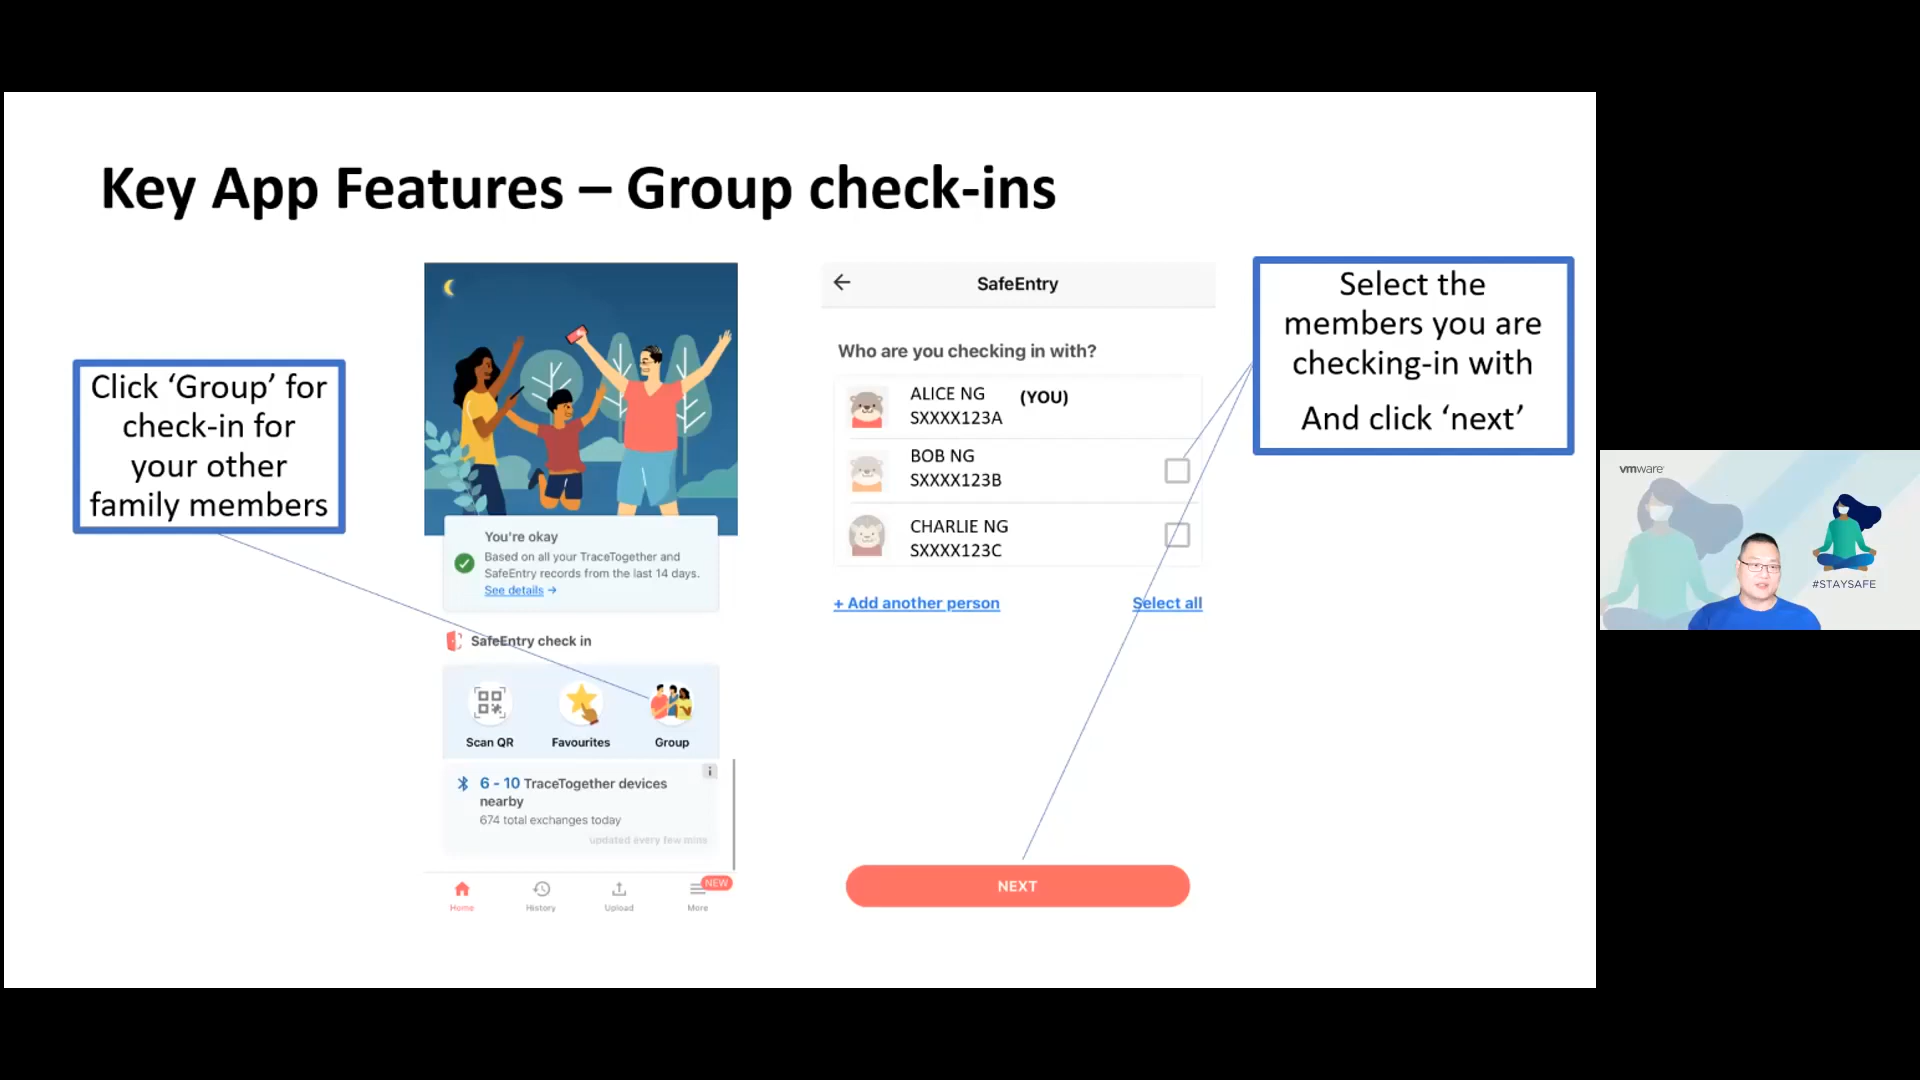 Key App Features – Group check-ins
Click ‘Group’ for
check-in for
your other
family members
You're okay
Based on all your TraceTogether and
SafeEntry records from the last 14 days.
See details →
SafeEntry check in
Scan QR
Favourites
Group
i
6 - 10 TraceTogether devices
nearby
674 total exchanges today
updated every few mins
Home
History
Upload
More
NEW
SafeEntry
Who are you checking in with?
ALICE NG (YOU)
SXXXX123A
BOB NG
SXXXX123B
CHARLIE NG
SXXXX123C
+ Add another person
Select all
NEXT
Select the
members you are
checking-in with
And click ‘next’
vmware
#STAYSAFE